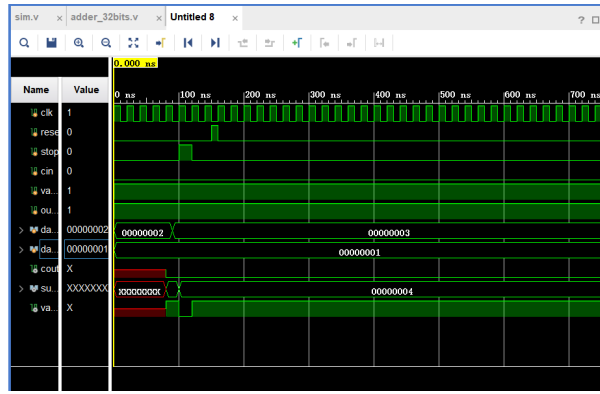 sim.v × adder_32bits.v × Untitled 8 × ?
0.000 ns
Name Value
0 ns 100 ns 200 ns 300 ns 400 ns 500 ns 600 ns 700 ns
clk 1
rese 0
stop 0
cin 0
va... 1
ou... 1
> da... 00000002 00000002 00000003
> da... 00000001 00000001
cout X
> su... XXXXXXXX XXXXXXXX 00000004
va... X